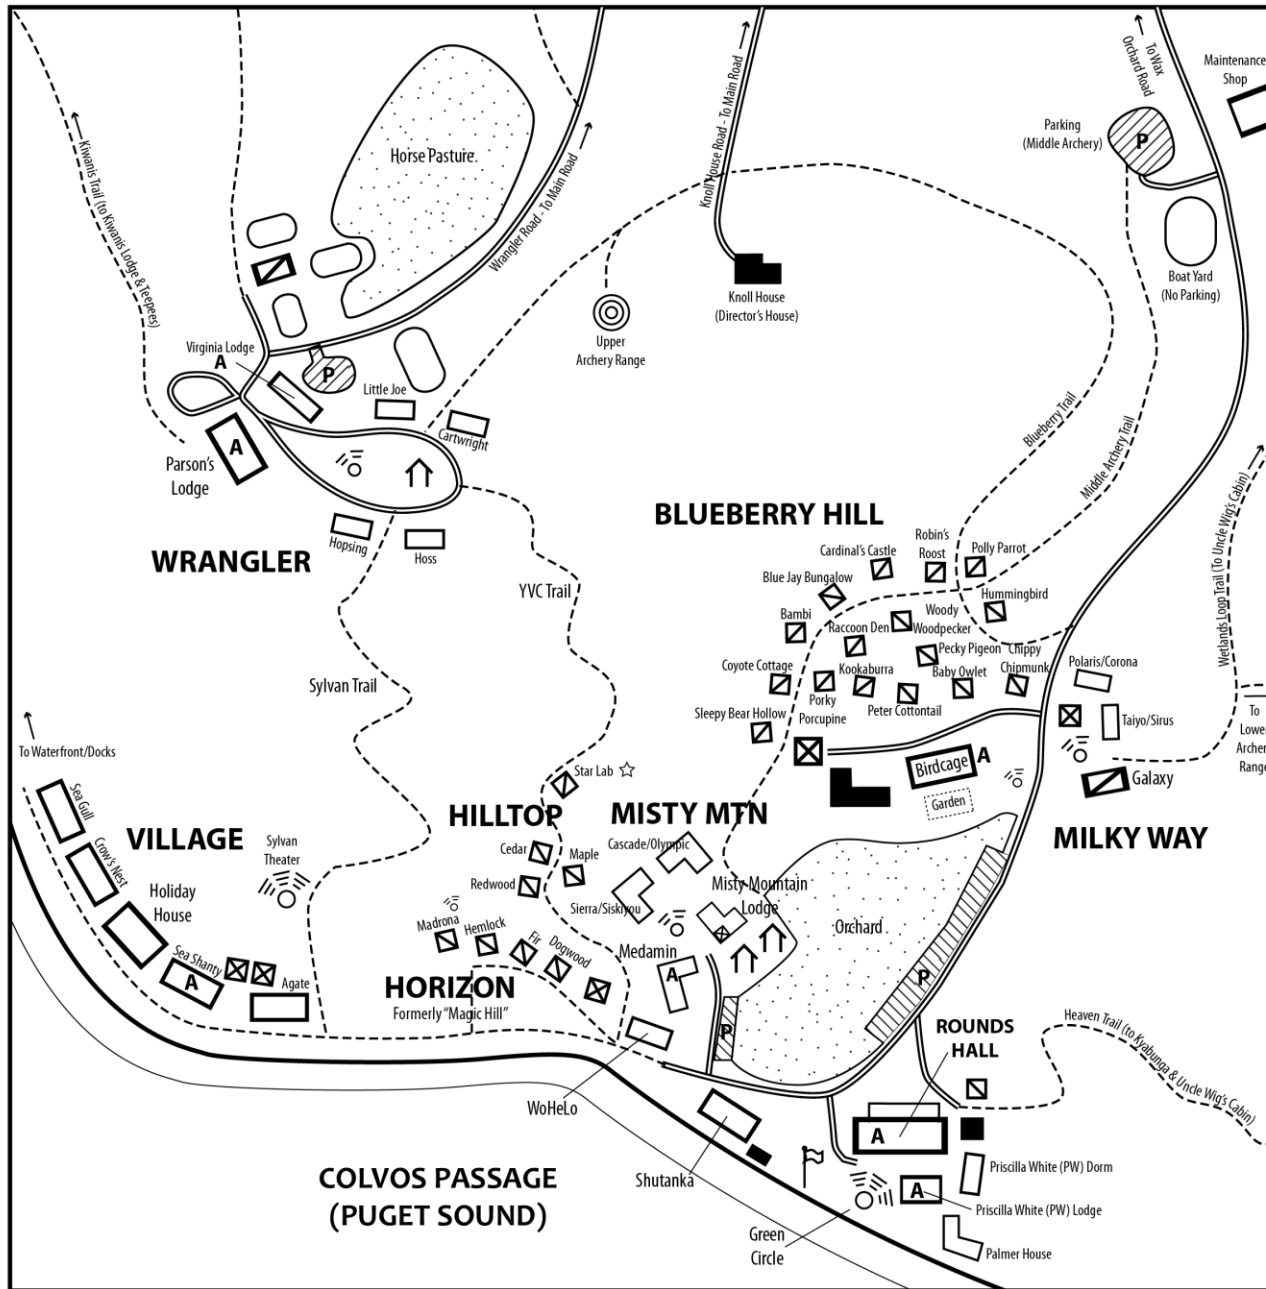 Kiwanis Trail (to Kiwanis Lodge & Teepees)
Horse Pasture
Wrangler Road - To Main Road
Knoll House Road - To Main Road
To Wax
Orchard Road
Maintenance
Shop
Parking
(Middle Archery)
P
Boat Yard
(No Parking)
Knoll House
(Director's House)
Upper
Archery Range
Virginia Lodge
A
P
Little Joe
Cartwright
A
Parson's
Lodge
Hopsing
Hoss
WRANGLER
Blueberry Trail
Middle Archery Trail
Wetlands Loop Trail (To Uncle Wig's Cabin)
BLUEBERRY HILL
Cardinal's Castle
Robin's
Roost
Polly Parrot
Blue Jay Bungalow
Hummingbird
Bambi
Raccoon Den
Woody
Woodpecker
Pecky Pigeon
Chippy
Chipmunk
Coyote Cottage
Kookaburra
Baby Owlet
Porky
Porcupine
Peter Cottontail
Sleepy Bear Hollow
Polaris/Corona
Taiyo/Sirus
To
Lower
Archery
Range
Galaxy
MILKY WAY
Birdcage
A
Garden
YVC Trail
Sylvan Trail
To Waterfront/Docks
Sea Gull
Crow's Nest
VILLAGE
Sylvan
Theater
Holiday
House
Sea Shanty
A
Agate
Star Lab
HILLTOP
Cedar
Maple
Redwood
MISTY MTN
Cascade/Olympic
Sierra/Siskiyou
Misty Mountain
Lodge
Madrona
Hemlock
Fir
Dogwood
HORIZON
Formerly "Magic Hill"
Medamin
A
P
Orchard
P
ROUNDS
HALL
Heaven Trail (to Kyabunga & Uncle Wig's Cabin)
WoHeLo
Shutanka
A
Priscilla White (PW) Dorm
A
Priscilla White (PW) Lodge
Palmer House
Green
Circle
COLVOS PASSAGE
(PUGET SOUND)